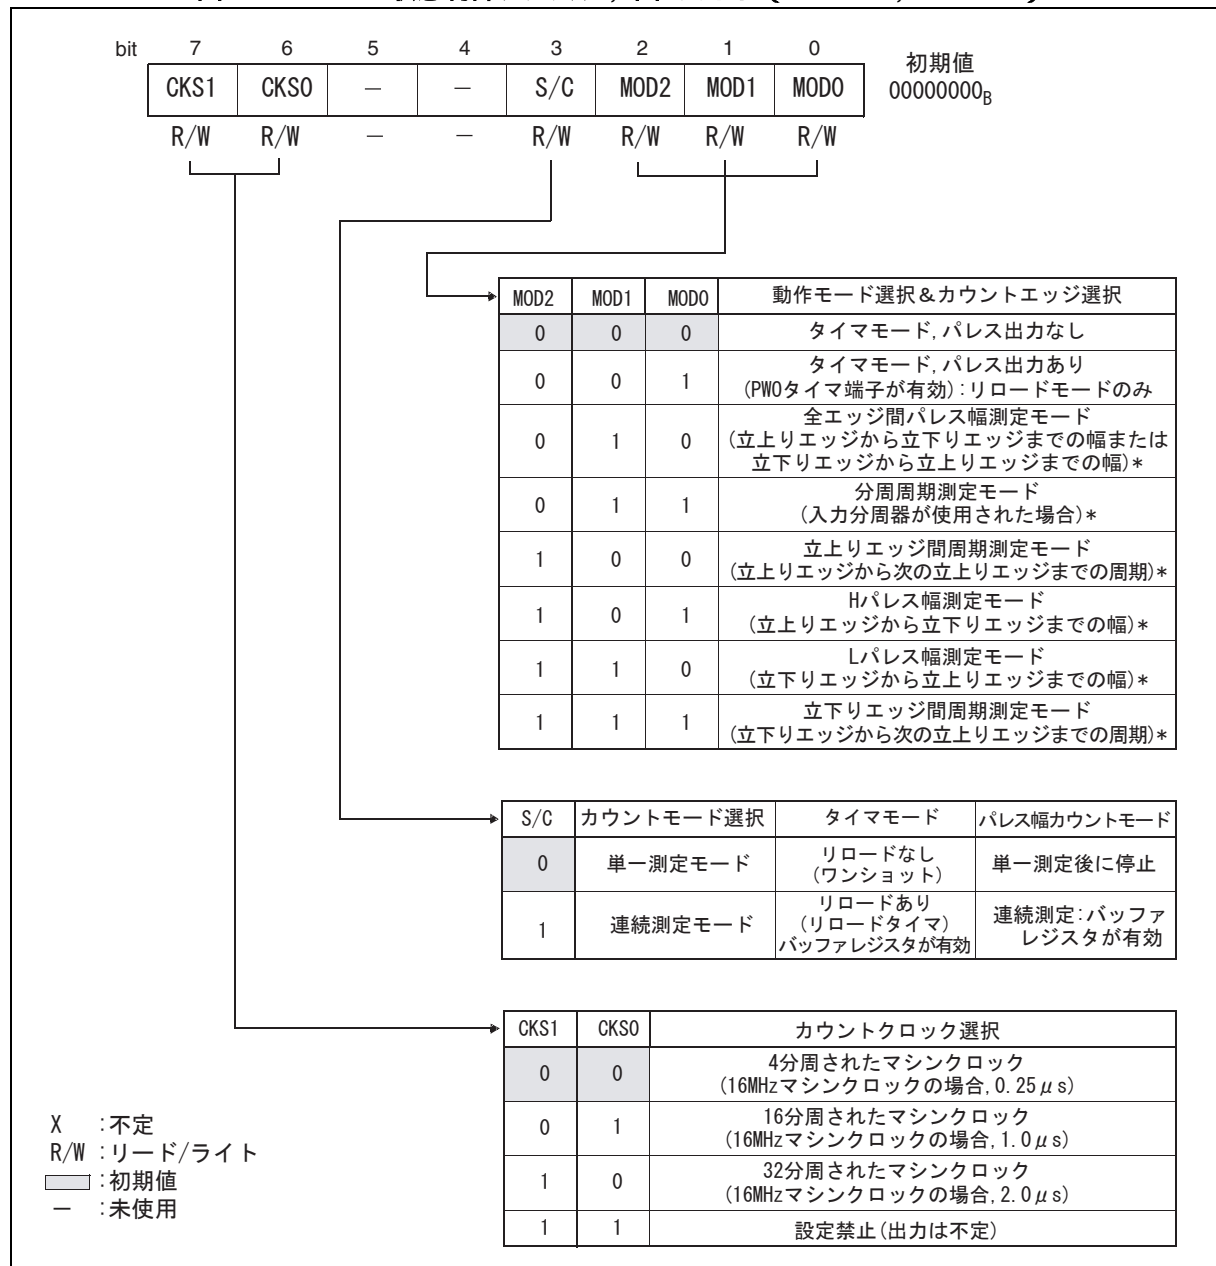 bit 7 6 5 4 3 2 1 0
初期値
CKS1 CKS0 － － S/C MOD2 MOD1 MOD0 00000000B
R/W R/W － － R/W R/W R/W R/W
MOD2 MOD1 MOD0 動作モード選択＆カウントエッジ選択
0 0 0 タイマモード,パレス出力なし
0 0 1 タイマモード,パレス出力あり
(PWOタイマ端子が有効):リロードモードのみ
0 1 0 全エッジ間パレス幅測定モード
(立上りエッジから立下りエッジまでの幅または
立下りエッジから立上りエッジまでの幅)*
0 1 1 分周周期測定モード
(入力分周器が使用された場合)*
1 0 0 立上りエッジ間周期測定モード
(立上りエッジから次の立上りエッジまでの周期)*
1 0 1 Hパレス幅測定モード
(立上りエッジから立下りエッジまでの幅)*
1 1 0 Lパレス幅測定モード
(立下りエッジから立上りエッジまでの幅)*
1 1 1 立下りエッジ間周期測定モード
(立下りエッジから次の立上りエッジまでの周期)*
S/C カウントモード選択 タイマモード パレス幅カウントモード
0 単一測定モード リロードなし
(ワンショット) 単一測定後に停止
1 連続測定モード リロードあり
(リロードタイマ)
バッファレジスタが有効 連続測定:バッファ
レジスタが有効
CKS1 CKS0 カウントクロック選択
0 0 4分周されたマシンクロック
(16MHzマシンクロックの場合,0.25μs)
0 1 16分周されたマシンクロック
(16MHzマシンクロックの場合,1.0μs)
1 0 32分周されたマシンクロック
(16MHzマシンクロックの場合,2.0μs)
1 1 設定禁止(出力は不定)
X :不定
R/W :リード/ライト
:初期値
－ :未使用